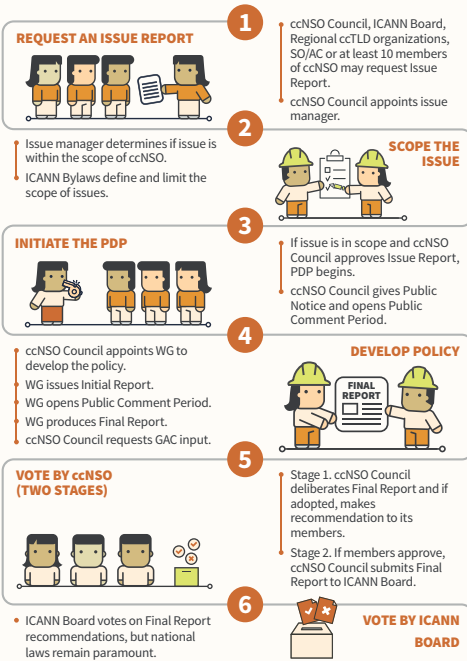 1
REQUEST AN ISSUE REPORT
ccNSO Council, ICANN Board,
Regional ccTLD organizations,
SO/AC or at least 10 members
of ccNSO may request Issue
Report.
ccNSO Council appoints issue
manager.
2
SCOPE THE
ISSUE
Issue manager determines if issue is
within the scope of ccNSO.
ICANN Bylaws define and limit the
scope of issues.
3
INITIATE THE PDP
If issue is in scope and ccNSO
Council approves Issue Report,
PDP begins.
ccNSO Council gives Public
Notice and opens Public
Comment Period.
4
DEVELOP POLICY
ccNSO Council appoints WG to
develop the policy.
WG issues Initial Report.
WG opens Public Comment Period.
WG produces Final Report.
ccNSO Council requests GAC input.
FINAL
REPORT
5
VOTE BY ccNSO
(TWO STAGES)
Stage 1. ccNSO Council
deliberates Final Report and if
adopted, makes
recommendation to its
members.
Stage 2. If members approve,
ccNSO Council submits Final
Report to ICANN Board.
6
VOTE BY ICANN
BOARD
ICANN Board votes on Final Report
recommendations, but national
laws remain paramount.